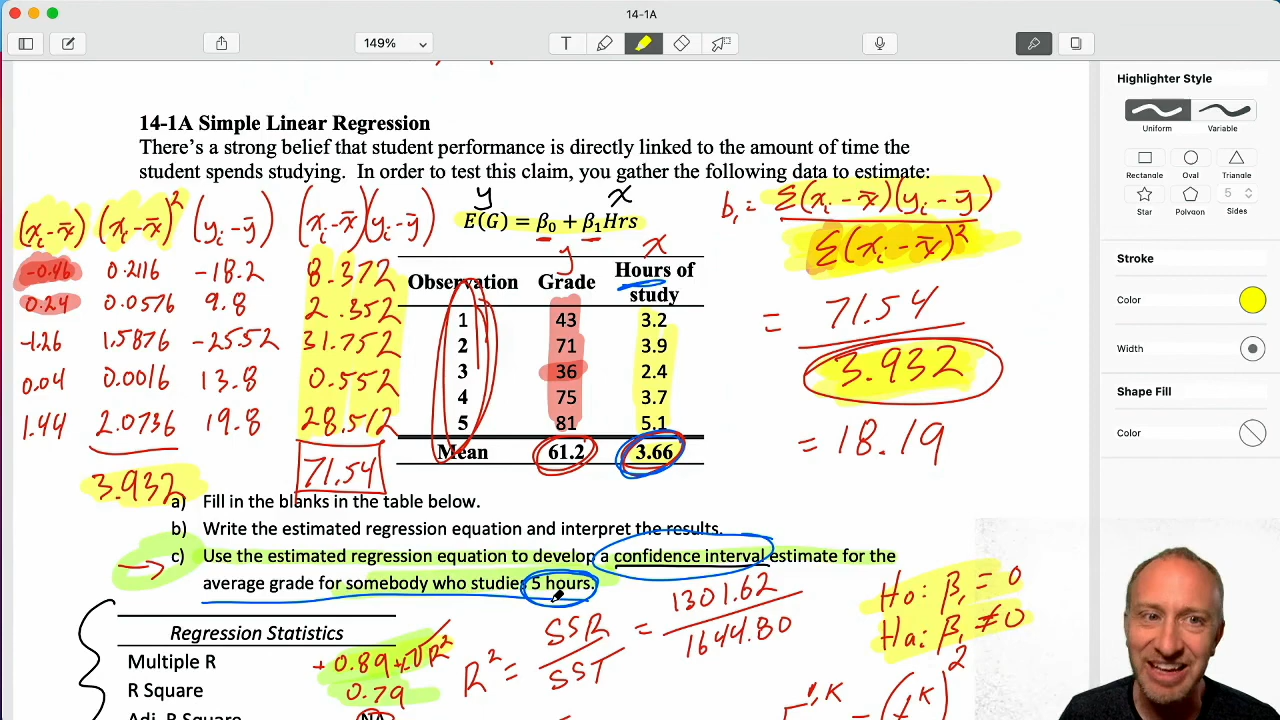 14-1A
149%
T
Highlighter Style
Uniform
Variable
Rectangle
Oval
Triangle
Star
Polygon
5
Sides
Stroke
Color
Width
Shape Fill
Color
14-1A Simple Linear Regression
There's a strong belief that student performance is directly linked to the amount of time the
student spends studying. In order to test this claim, you gather the following data to estimate:
y x
E(G) = β₀ + β₁Hrs
(xᵢ-x̄) (xᵢ-x̄)² (yᵢ-ȳ) (xᵢ-x̄)(yᵢ-ȳ)
-0.46 0.2116 -18.2 8.372
0.24 0.0576 9.8 2.352
-1.26 1.5876 -25.52 31.752
0.04 0.0016 13.8 0.552
1.44 2.0736 19.8 28.512
3.932 71.54
y x
Observation Grade Hours of study
1 43 3.2
2 71 3.9
3 36 2.4
4 75 3.7
5 81 5.1
Mean 61.2 3.66
b₁ = Σ(xᵢ-x̄)(yᵢ-ȳ)
Σ(xᵢ-x̄)²
= 71.54
3.932
= 18.19
a) Fill in the blanks in the table below.
b) Write the estimated regression equation and interpret the results.
c) Use the estimated regression equation to develop a confidence interval estimate for the
average grade for somebody who studies 5 hours
Regression Statistics
Multiple R +0.89 +√R²
R Square 0.79
Adj. R Square NA
R² = SSR = 1301.62
SST 1644.80
Ho: β₁ = 0
Ha: β₁ ≠ 0